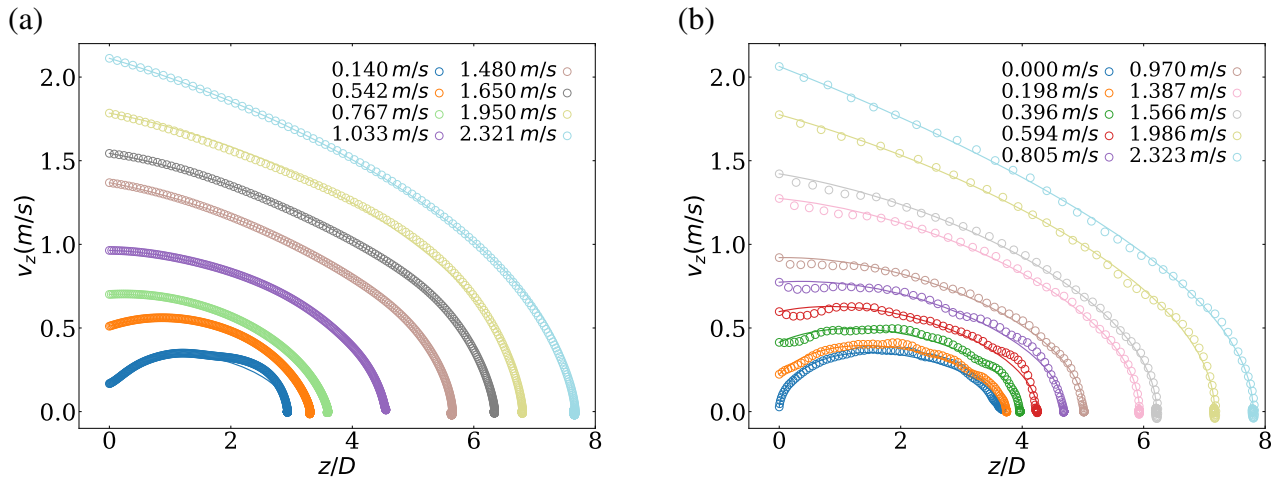 (a)
2.0
1.5
1.0
0.5
0.0
v_z(m/s)
0.140 m/s 1.480 m/s
0.542 m/s 1.650 m/s
0.767 m/s 1.950 m/s
1.033 m/s 2.321 m/s
0 2 4 6 8
z/D
(b)
2.0
1.5
1.0
0.5
0.0
v_z(m/s)
0.000 m/s 0.970 m/s
0.198 m/s 1.387 m/s
0.396 m/s 1.566 m/s
0.594 m/s 1.986 m/s
0.805 m/s 2.323 m/s
0 2 4 6 8
z/D